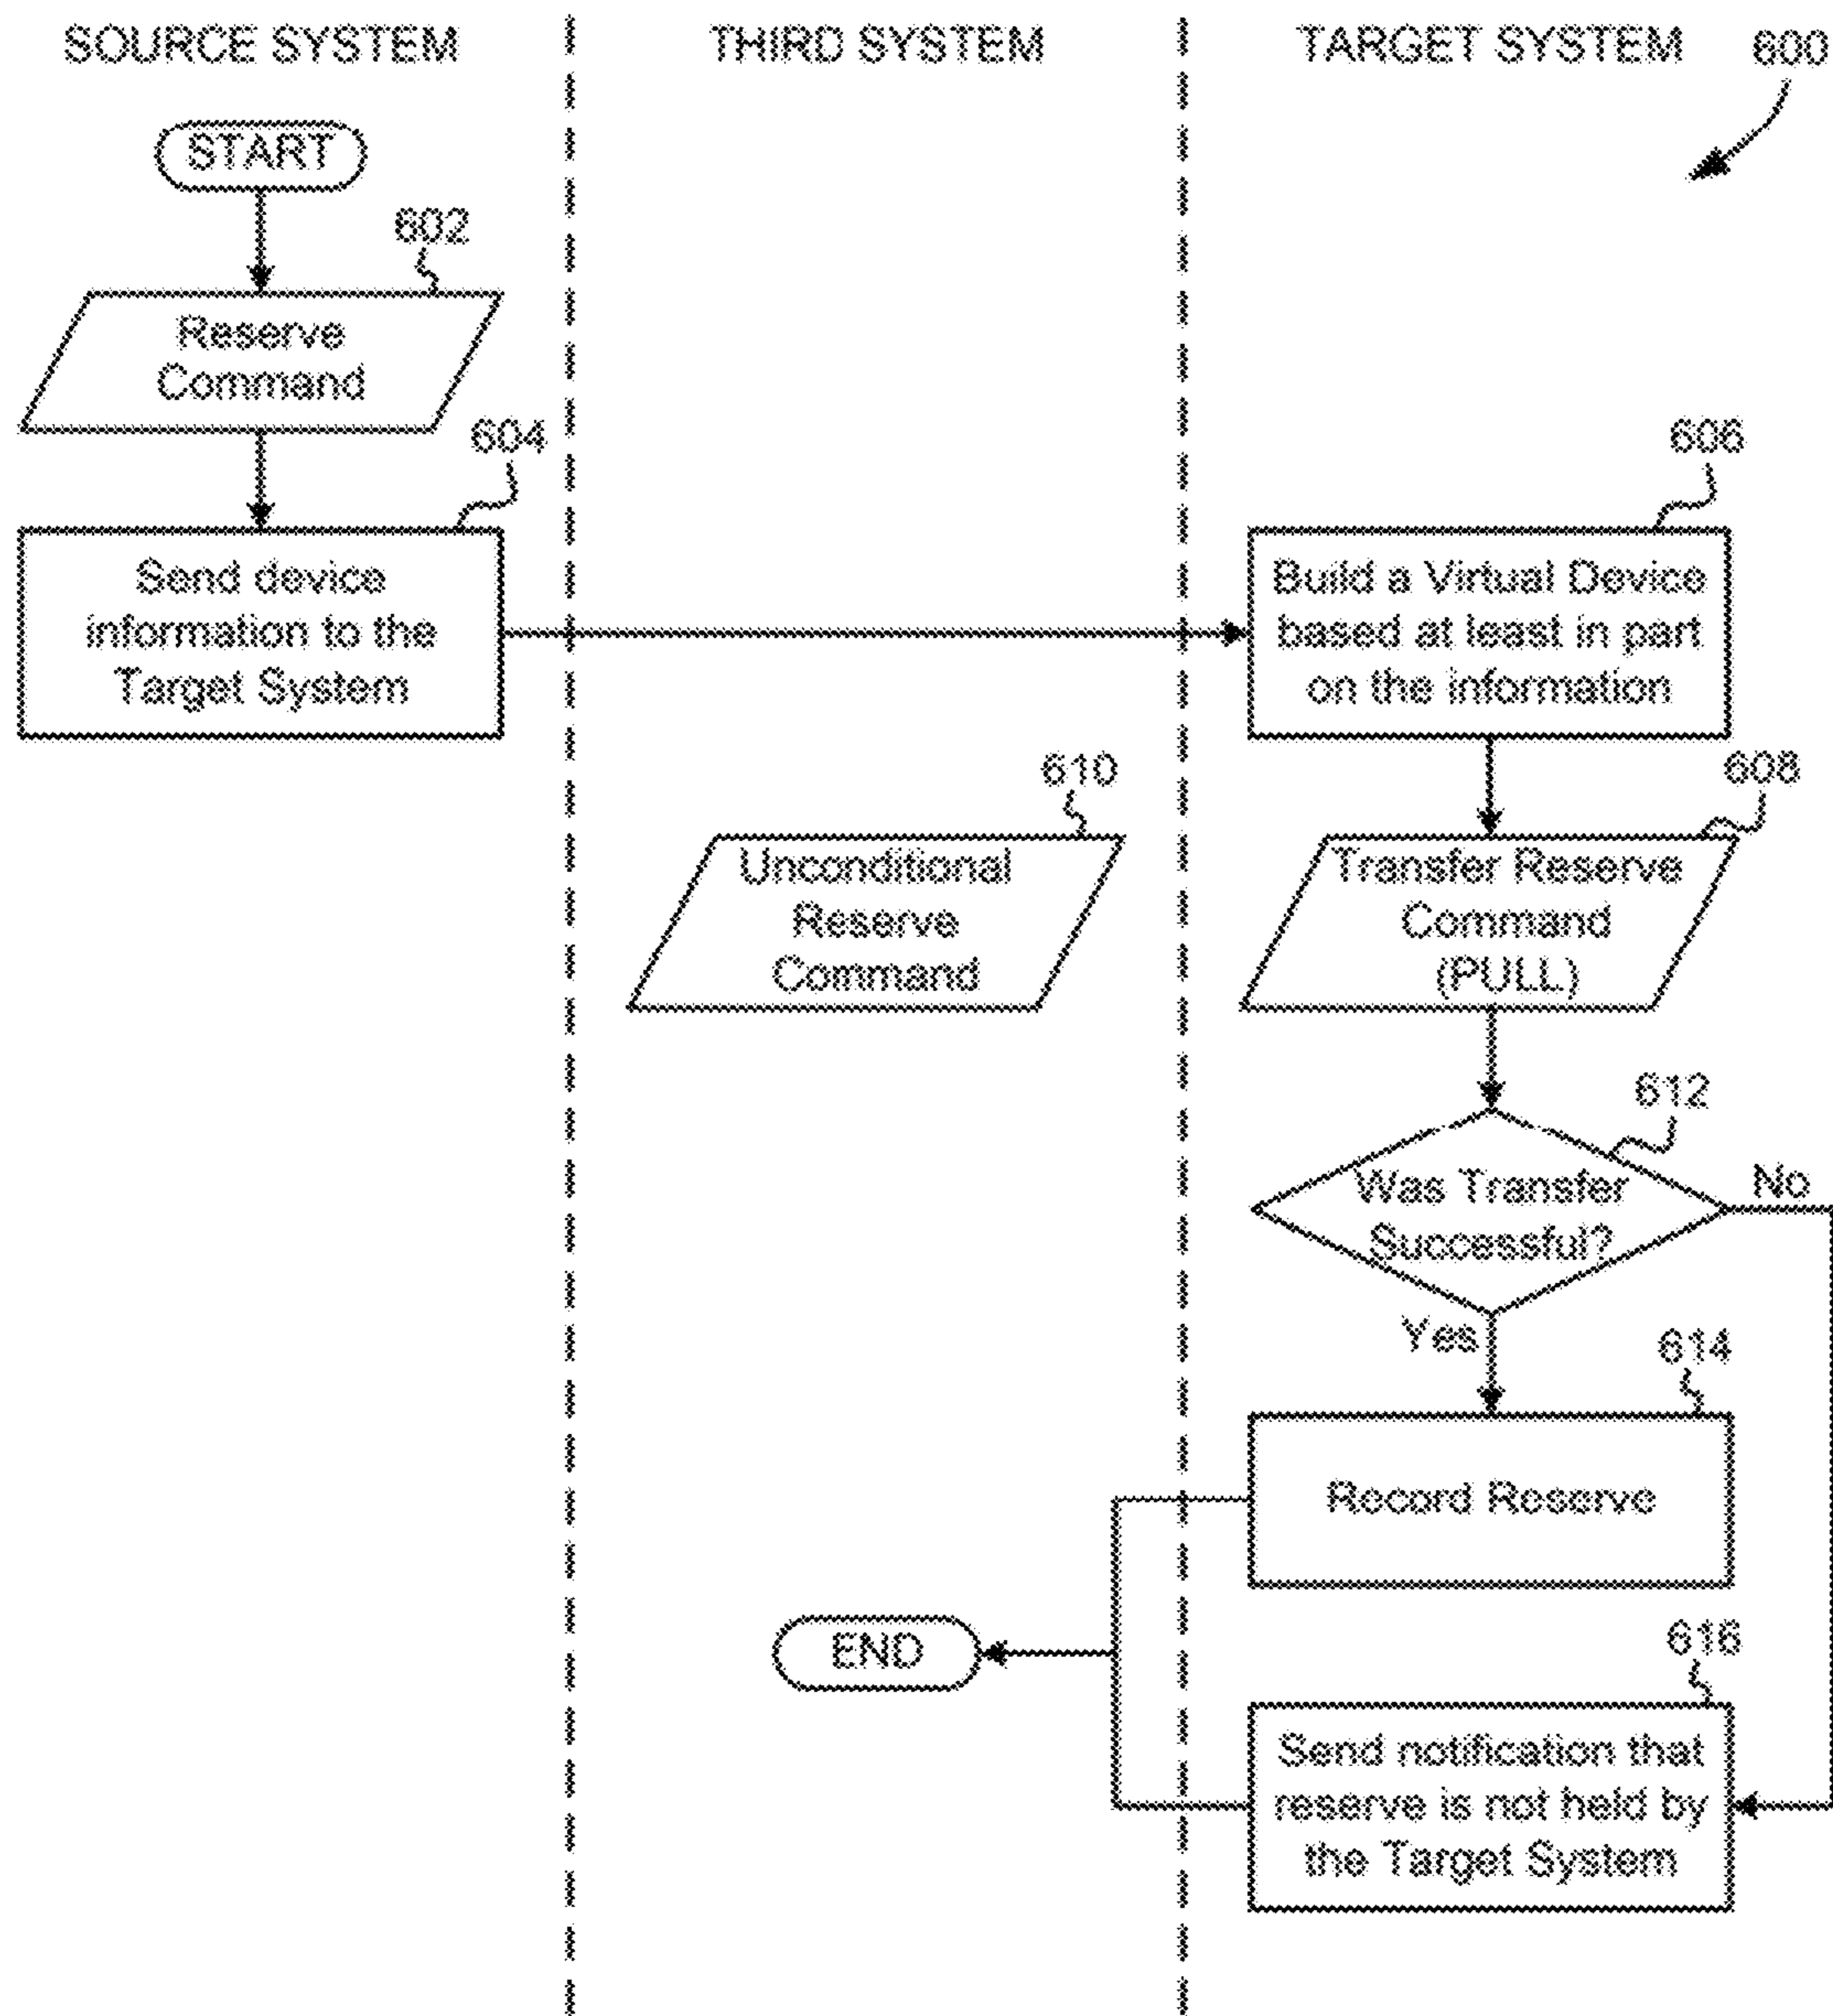 SOURCE SYSTEM
THIRD SYSTEM
TARGET SYSTEM
600
START
602
Reserve
Command
604
Send device
information to the
Target System
606
Build a Virtual Device
based at least in part
on the information
610
Unconditional
Reserve
Command
608
Transfer Reserve
Command
(PULL)
612
Was Transfer
Successful?
No
Yes
614
Record Reserve
END
616
Send notification that
reserve is not held by
the Target System